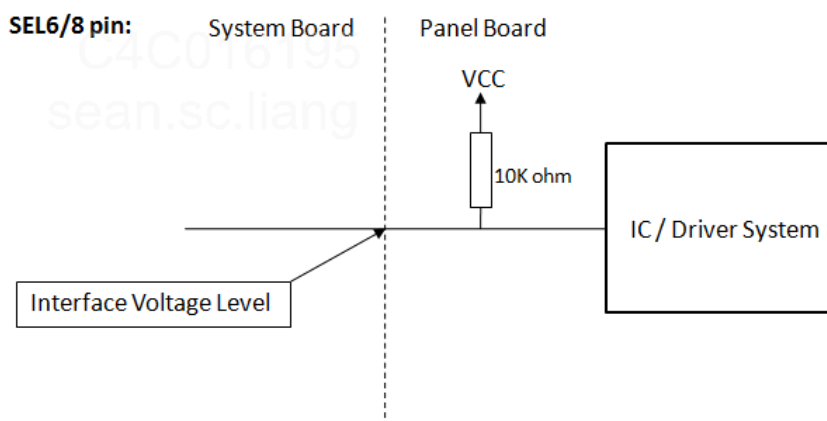 SEL6/8 pin:
System Board
Panel Board
C4C016195
sean.sc.liang
VCC
10K ohm
IC / Driver System
Interface Voltage Level